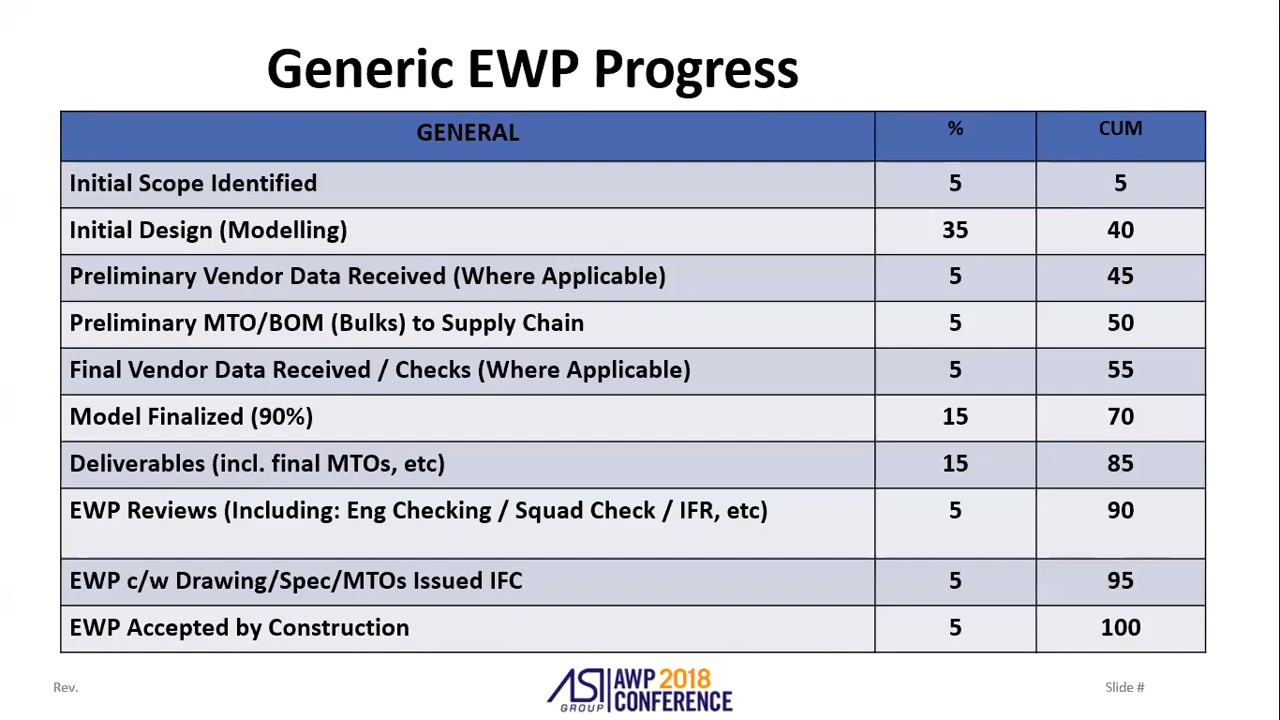 Generic EWP Progress
GENERAL % CUM
Initial Scope Identified 5 5
Initial Design (Modelling) 35 40
Preliminary Vendor Data Received (Where Applicable) 5 45
Preliminary MTO/BOM (Bulks) to Supply Chain 5 50
Final Vendor Data Received / Checks (Where Applicable) 5 55
Model Finalized (90%) 15 70
Deliverables (incl. final MTOs, etc) 15 85
EWP Reviews (Including: Eng Checking / Squad Check / IFR, etc) 5 90
EWP c/w Drawing/Spec/MTOs Issued IFC 5 95
EWP Accepted by Construction 5 100
Rev.
ASI GROUP
AWP 2018
CONFERENCE
Slide #